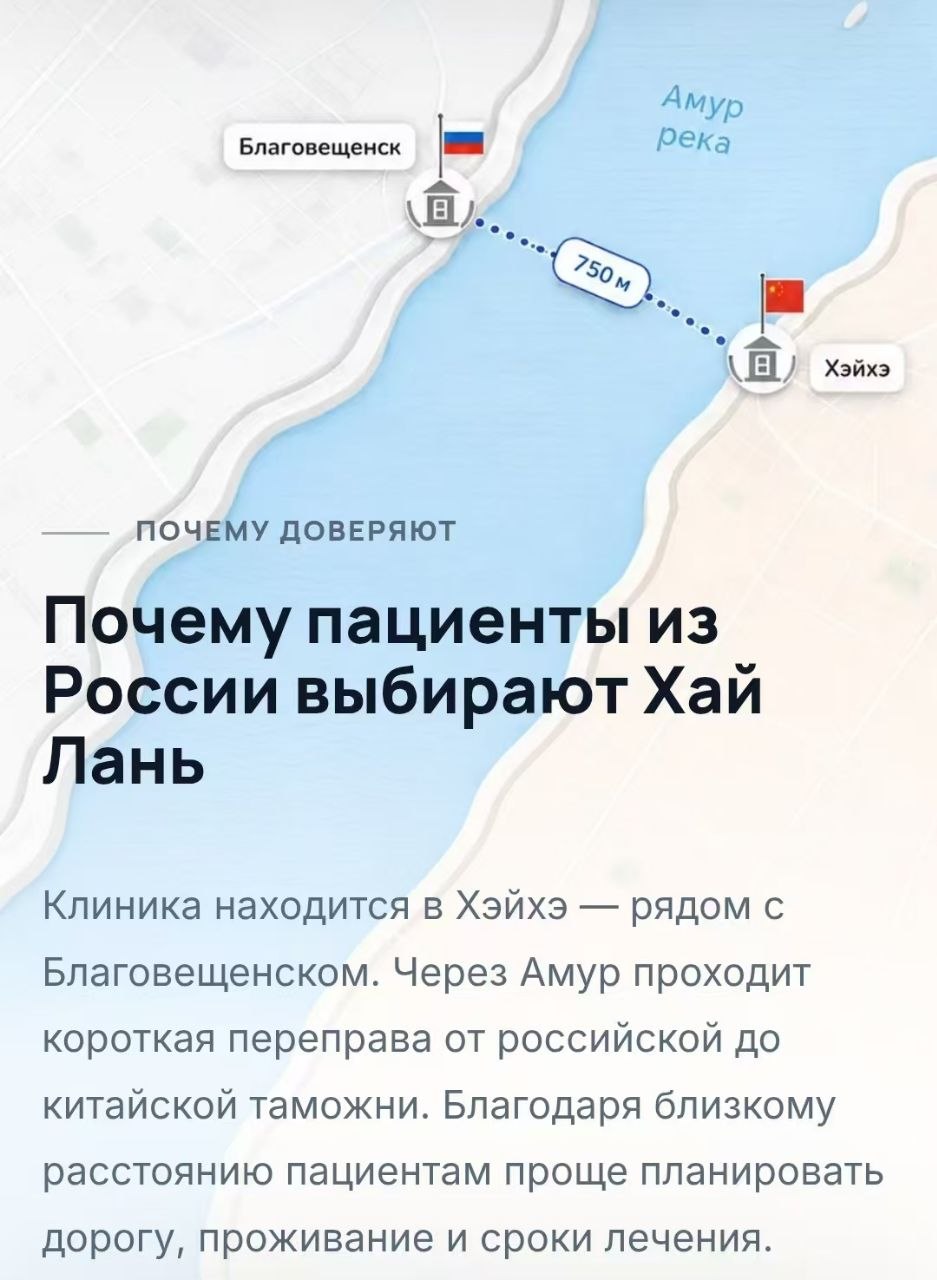 Амур
река
Благовещенск
750 м
Хэйхэ
ПОЧЕМУ ДОВЕРЯЮТ
Почему пациенты из
России выбирают Хай
Лань
Клиника находится в Хэйхэ — рядом с
Благовещенском. Через Амур проходит
короткая переправа от российской до
китайской таможни. Благодаря близкому
расстоянию пациентам проще планировать
дорогу, проживание и сроки лечения.